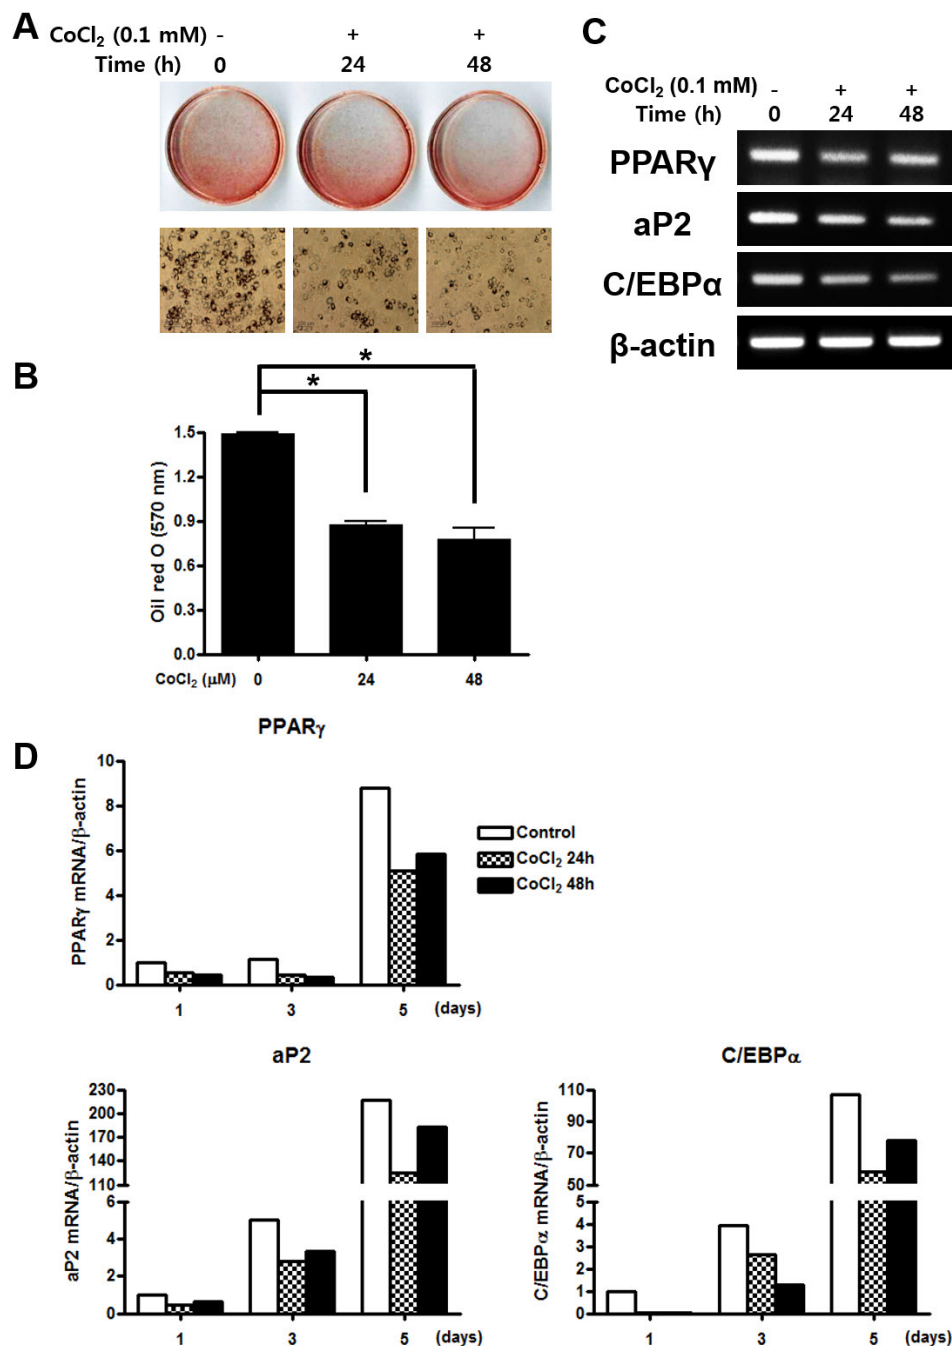 A
CoCl₂ (0.1 mM) - + +
Time (h) 0 24 48
B
* *
1.5
1.2
0.9
0.6
0.3
0.0
Oil red O (570 nm)
CoCl₂ (μM) 0 24 48
C
CoCl₂ (0.1 mM) - + +
Time (h) 0 24 48
PPARγ
aP2
C/EBPα
β-actin
D
PPARγ
10
8
6
4
2
0
PPARγ mRNA/β-actin
1 3 5 (days)
Control
CoCl₂ 24h
CoCl₂ 48h
aP2
230
200
170
140
110
6
4
2
0
aP2 mRNA/β-actin
1 3 5 (days)
C/EBPα
110
90
70
50
5
4
3
2
1
0
C/EBPα mRNA/β-actin
1 3 5 (days)